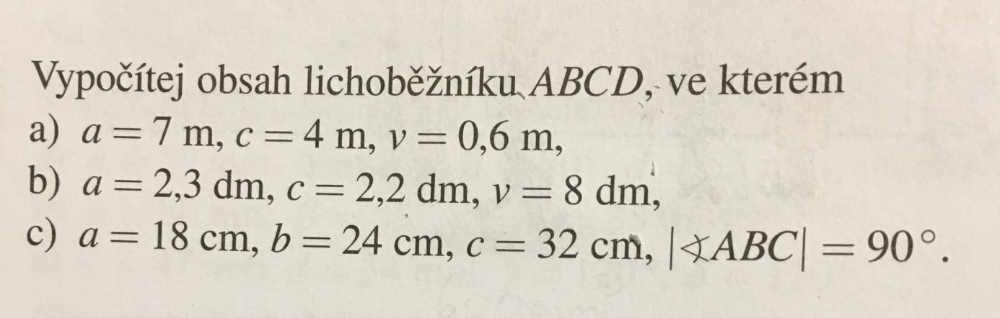 Vypočítej obsah lichoběžníku ABCD, ve kterém
a) a = 7 m, c = 4 m, v = 0,6 m,
b) a = 2,3 dm, c = 2,2 dm, v = 8 dm,
c) a = 18 cm, b = 24 cm, c = 32 cm, |∢ABC| = 90°.